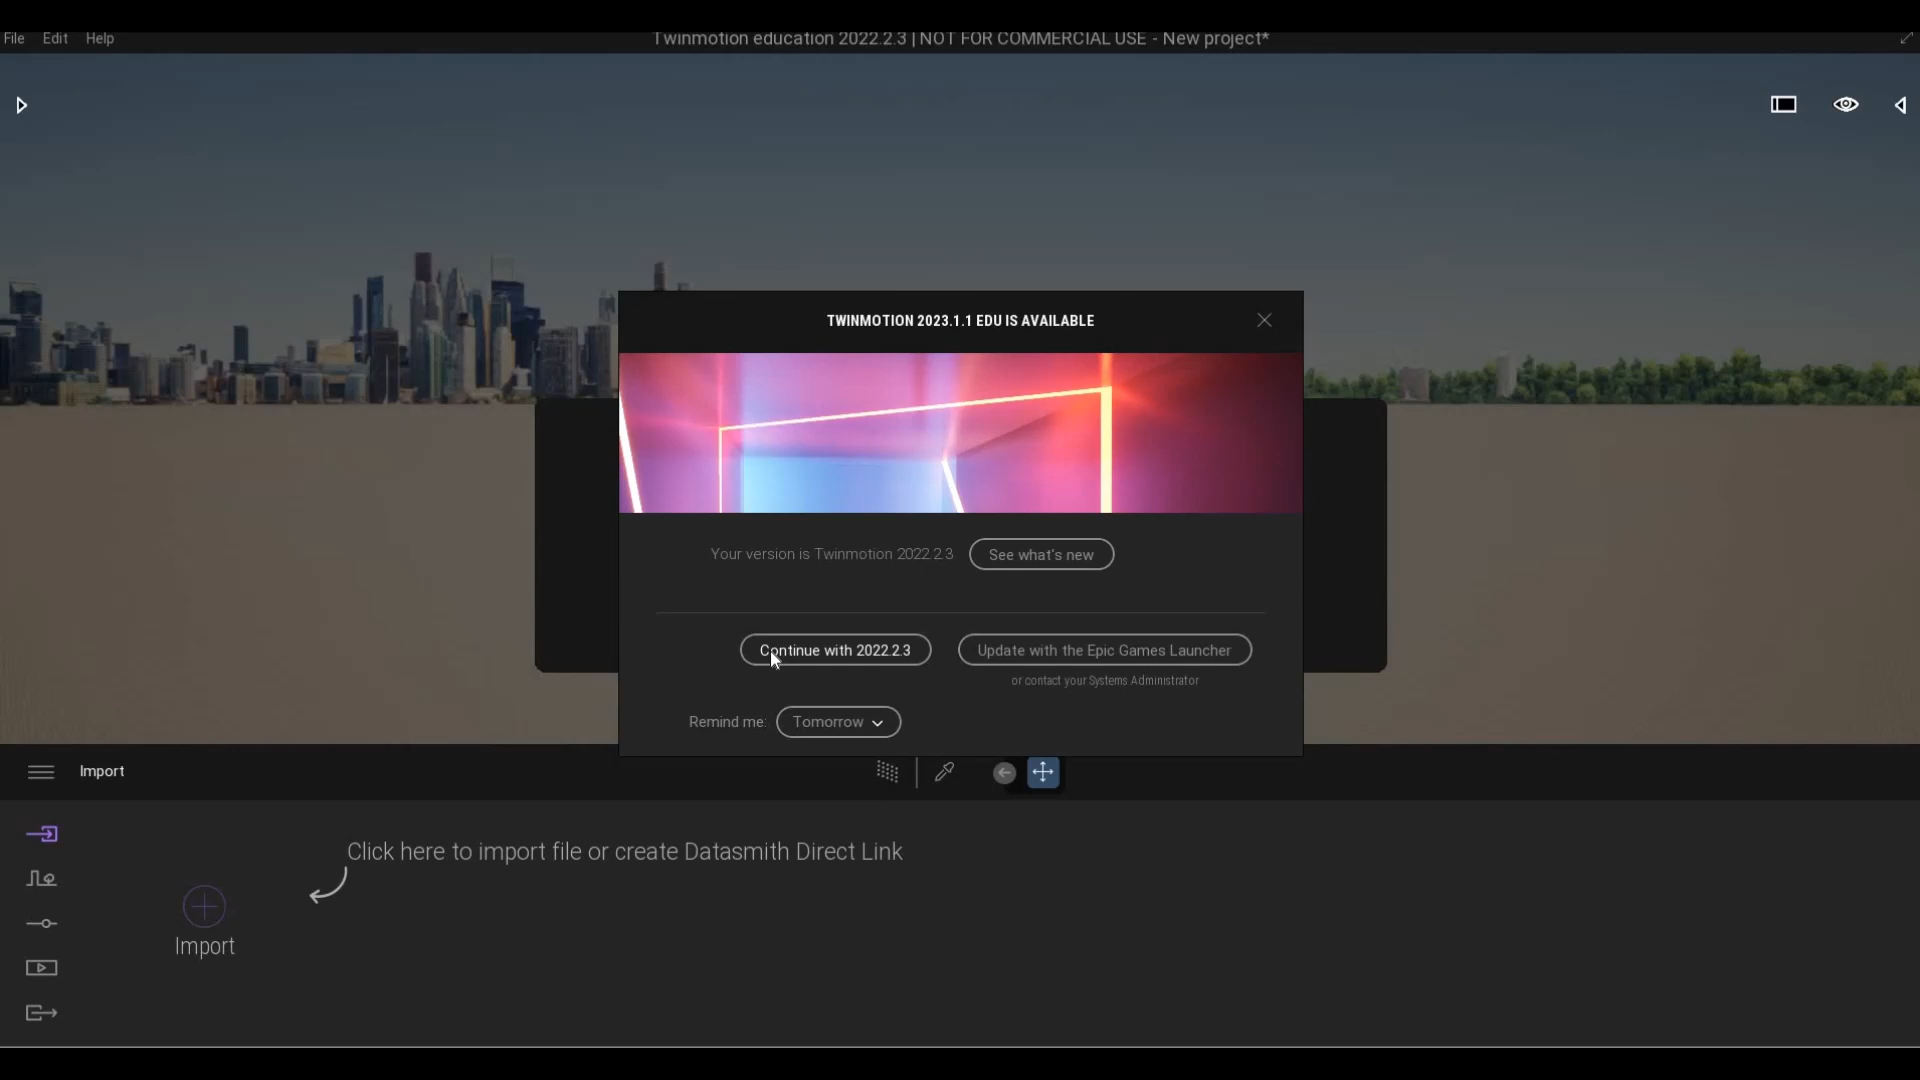 File Edit Help
Twinmotion education 2022.2.3 | NOT FOR COMMERCIAL USE - New project*
TWINMOTION 2023.1.1 EDU IS AVAILABLE
Your version is Twinmotion 2022.2.3
See what's new
Continue with 2022.2.3
Update with the Epic Games Launcher
or contact your Systems Administrator
Remind me: Tomorrow
Import
Click here to import file or create Datasmith Direct Link
Import